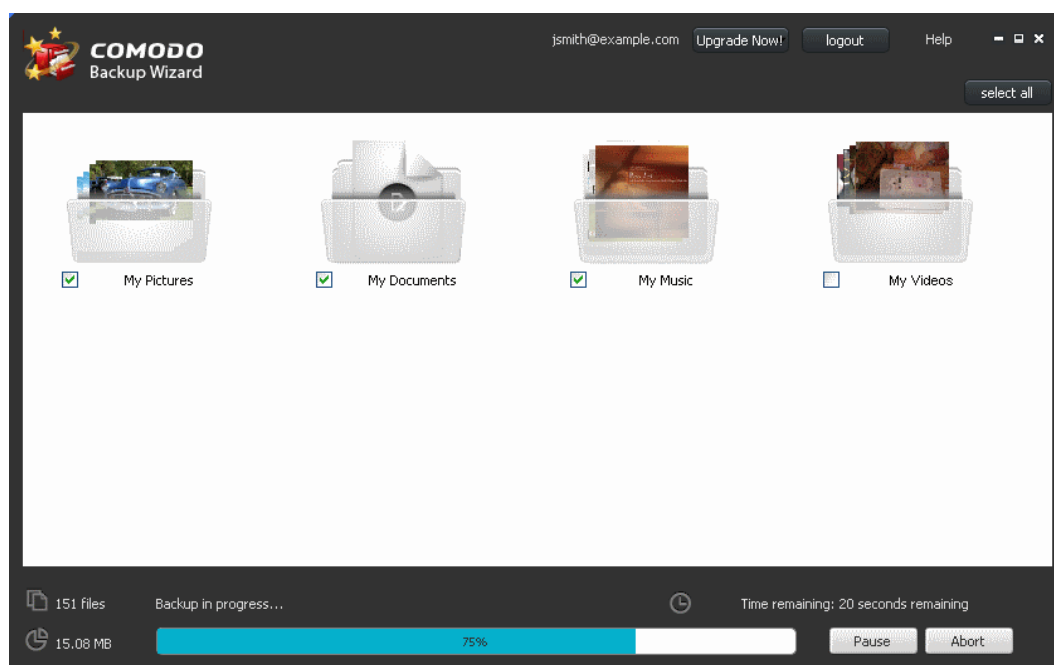 COMODO
Backup Wizard
jsmith@example.com Upgrade Now! logout Help
select all
My Pictures My Documents My Music My Videos
151 files Backup in progress... Time remaining: 20 seconds remaining
15.08 MB 75% Pause Abort